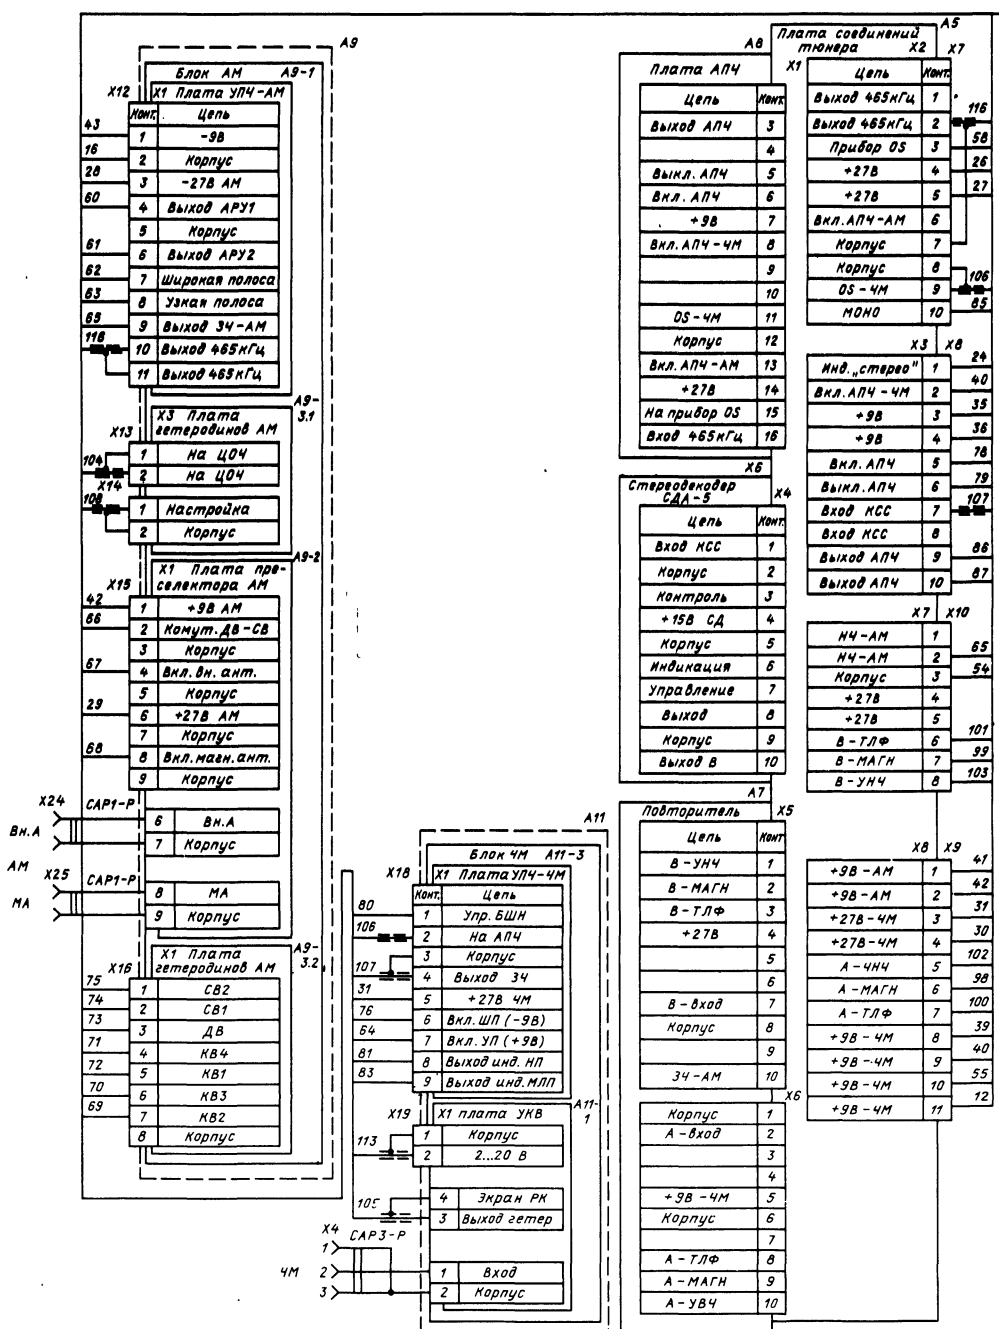 A9
Блок АМ A9-1
X12 X1 Плата УПЧ-АМ
Конт. Цепь
43 1 -9В
16 2 Корпус
28 3 -27В АМ
60 4 Выход АРУ1
5 Корпус
61 6 Выход АРУ2
62 7 Широкая полоса
63 8 Узкая полоса
65 9 Выход ЗЧ-АМ
116 10 Выход 465кГц
11 Выход 465кГц
A9-3.1
X3 Плата
X13 гетеродинов АМ
1 На ЦОЧ
104 2 На ЦОЧ
X14
108 1 Настройка
2 Корпус
A9-2
X1 Плата пре-
X15 селектора АМ
42 1 +9В АМ
66 2 Комут. ДВ-СВ
3 Корпус
67 4 Вкл. вн. ант.
5 Корпус
29 6 +27В АМ
7 Корпус
68 8 Вкл. магн. ант.
9 Корпус
X24 САР1-Р
6 Вн.А
Вн.А
7 Корпус
АМ
X25 САР1-Р
8 МА
МА
9 Корпус
A9-3.2
X1 Плата
X16 гетеродинов АМ
75 1 СВ2
74 2 СВ1
73 3 ДВ
71 4 КВ4
72 5 КВ1
70 6 КВ3
69 7 КВ2
8 Корпус
A11
Блок ЧМ A11-3
X18 X1 Плата УПЧ-ЧМ
Конт. Цепь
80 1 Упр. БШН
106 2 На АПЧ
3 Корпус
107 4 Выход ЗЧ
31 5 +27В ЧМ
76 6 Вкл. ШП (-9В)
64 7 Вкл. УП (+9В)
81 8 Выход инд. НП
83 9 Выход инд. МЛП
A11-1
X19 X1 плата УКВ
1 Корпус
113 2 2...20 В
4 Экран РК
105 3 Выход гетер
X4 САР3-Р
1
ЧМ 2 1 Вход
3 2 Корпус
A8
Плата АПЧ
Цепь Конт.
Выход АПЧ 3
4
Выкл. АПЧ 5
Вкл. АПЧ 6
+9В 7
Вкл. АПЧ-ЧМ 8
9
10
OS-ЧМ 11
Корпус 12
Вкл. АПЧ-АМ 13
+27В 14
На прибор OS 15
Вход 465кГц 16
X6
Стереодекодер
СДА-5 X4
Цепь Конт.
Вход КСС 1
Корпус 2
Контроль 3
+15В СД 4
Корпус 5
Индикация 6
Управление 7
Выход 8
Корпус 9
Выход В 10
A7
Повторитель X5
Цепь Конт
В-УНЧ 1
В-МАГН 2
В-ТЛФ 3
+27В 4
5
6
В-вход 7
Корпус 8
9
ЗЧ-АМ 10
X6
Корпус 1
А-вход 2
3
4
+9В-ЧМ 5
Корпус 6
7
А-ТЛФ 8
А-МАГН 9
А-УВЧ 10
A5
Плата соединений
тюнера X2 X7
X1
Цепь Конт.
Выход 465кГц 1
Выход 465кГц 2 116
Прибор OS 3 58
+27В 4 26
+27В 5 27
Вкл.АПЧ-АМ 6
Корпус 7
Корпус 8
OS-ЧМ 9 106
МОНО 10 85
X3 X8
Инд. „стерео" 1 24
Вкл.АПЧ-ЧМ 2 40
+9В 3 35
+9В 4 36
Вкл. АПЧ 5 78
Выкл. АПЧ 6 79
Вход КСС 7 107
Вход КСС 8
Выход АПЧ 9 86
Выход АПЧ 10 87
X7 X10
НЧ-АМ 1
НЧ-АМ 2 65
Корпус 3 54
+27В 4
+27В 5
В-ТЛФ 6 101
В-МАГН 7 99
В-УНЧ 8 103
X8 X9
+9В-АМ 1 41
+9В-АМ 2 42
+27В-ЧМ 3 31
+27В-ЧМ 4 30
А-ЧНЧ 5 102
А-МАГН 6 98
А-ТЛФ 7 100
+9В-ЧМ 8 39
+9В-ЧМ 9 40
+9В-ЧМ 10 55
+9В-ЧМ 11 12